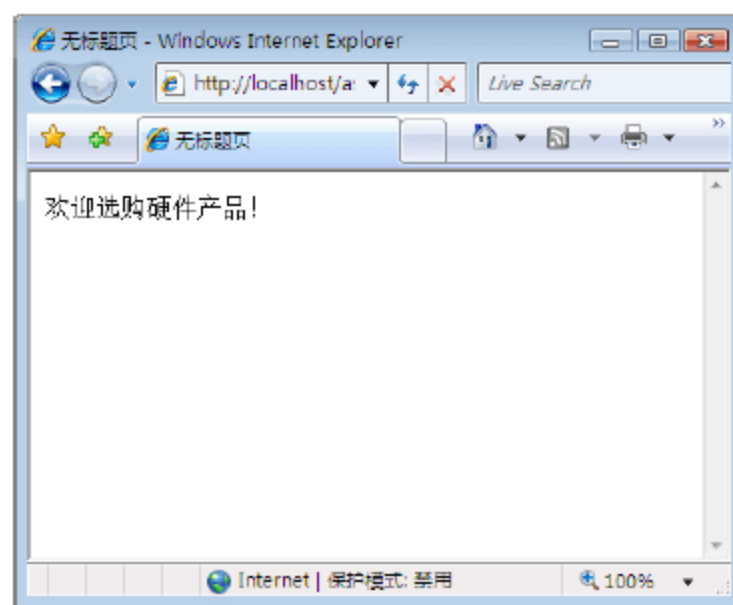 无标题页 - Windows Internet Explorer
http://localhost/a
Live Search
无标题页
欢迎选购硬件产品!
Internet | 保护模式: 禁用
100%